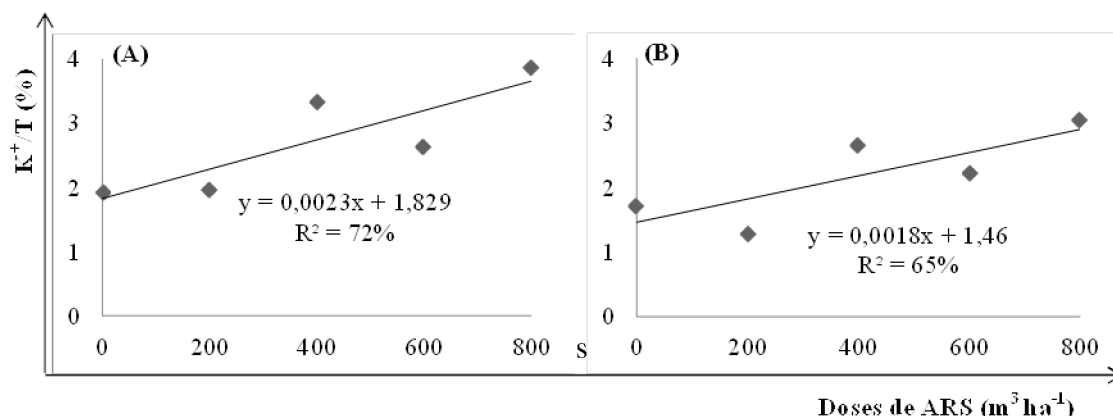 K⁺/T (%)
(A)
4
3
2
1
0
y = 0,0023x + 1,829
R² = 72%
0 200 400 600 800
s
(B)
4
3
2
1
0
y = 0,0018x + 1,46
R² = 65%
0 200 400 600 800
Doses de ARS (m³ ha⁻¹)